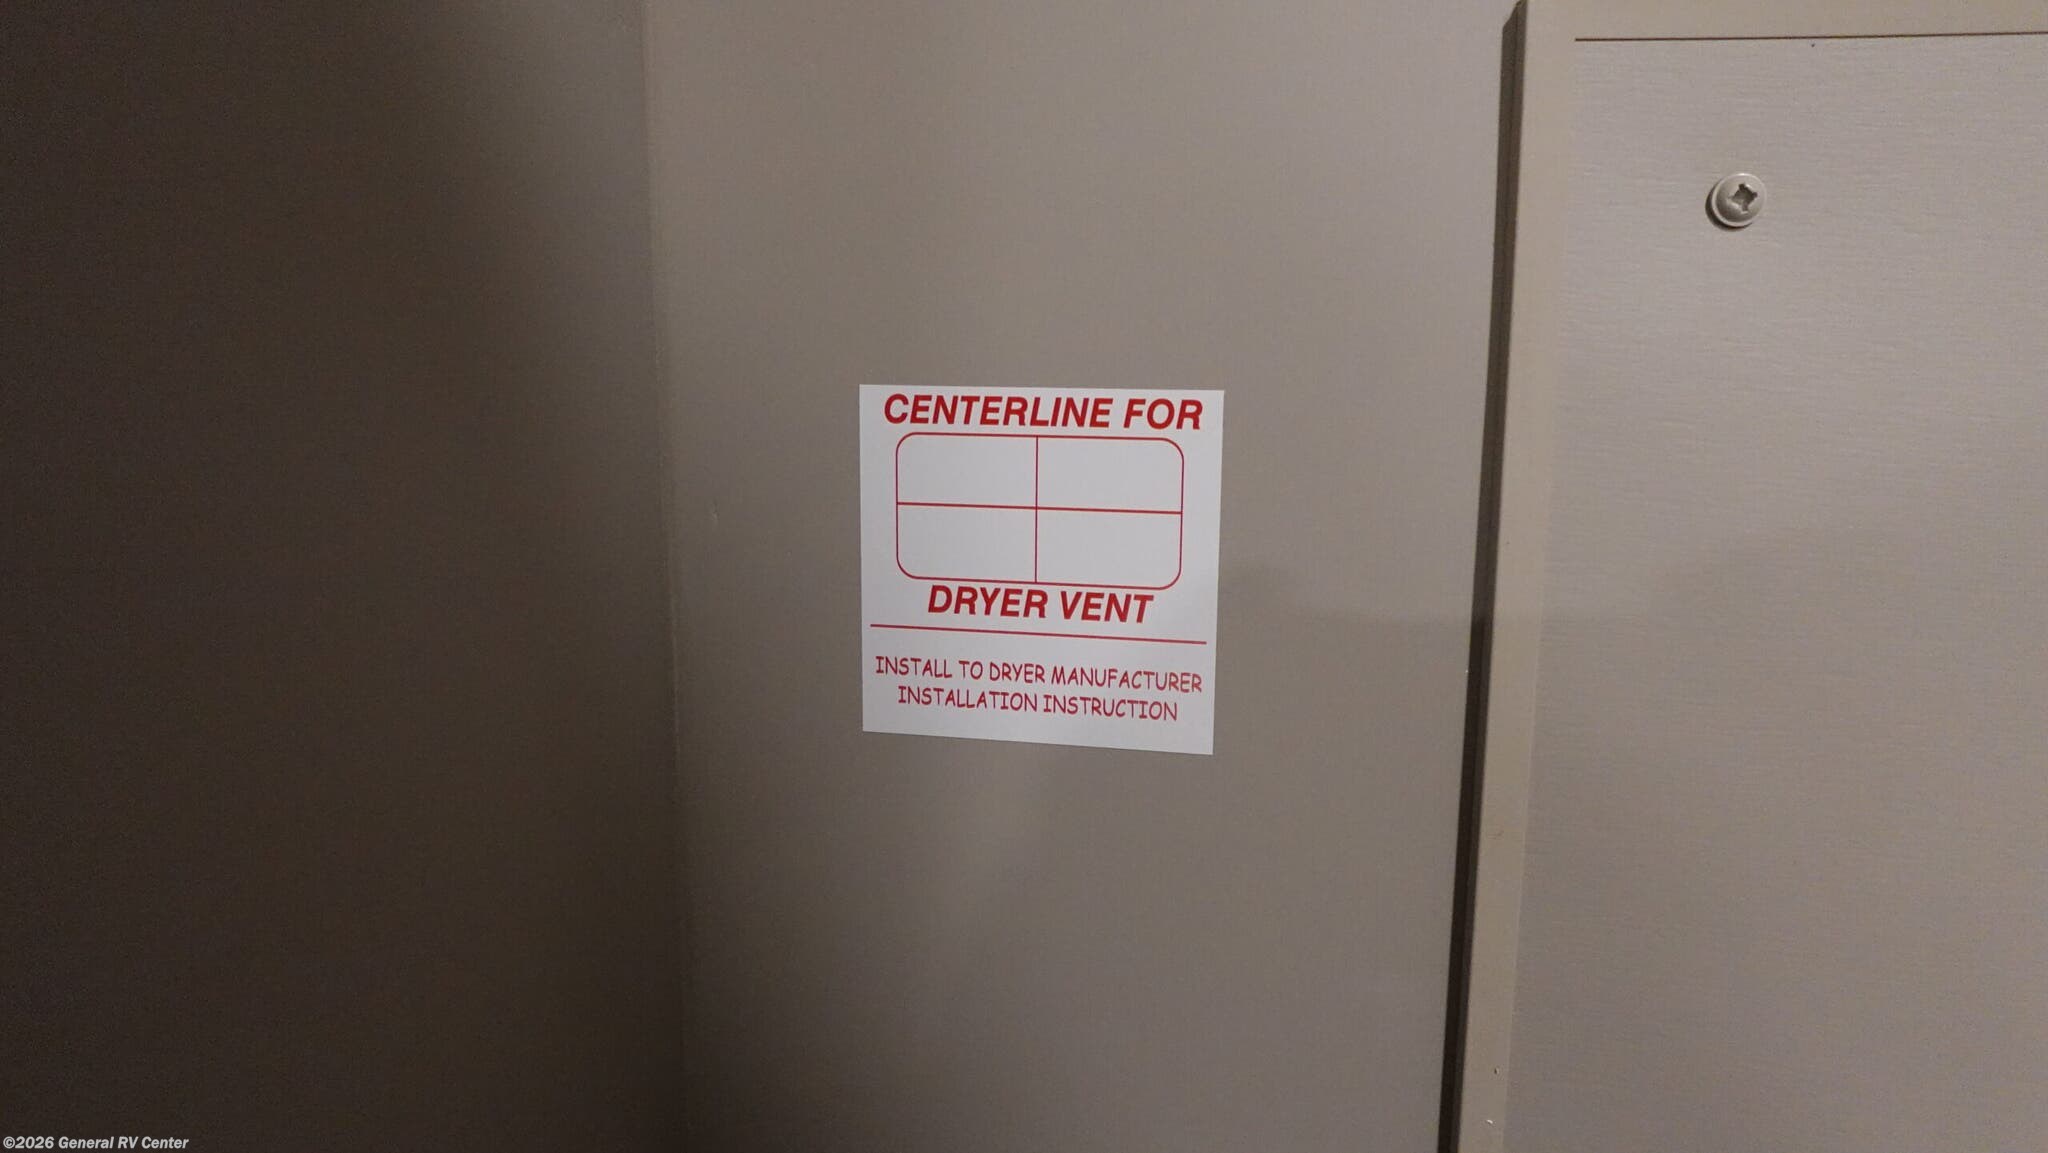 CENTERLINE FOR
DRYER VENT
INSTALL TO DRYER MANUFACTURER
INSTALLATION INSTRUCTION
©2026 General RV Center